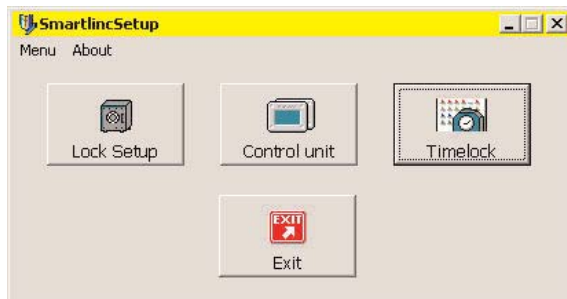 SmartlincSetup
Menu About
Lock Setup
Control unit
Timelock
EXIT
Exit